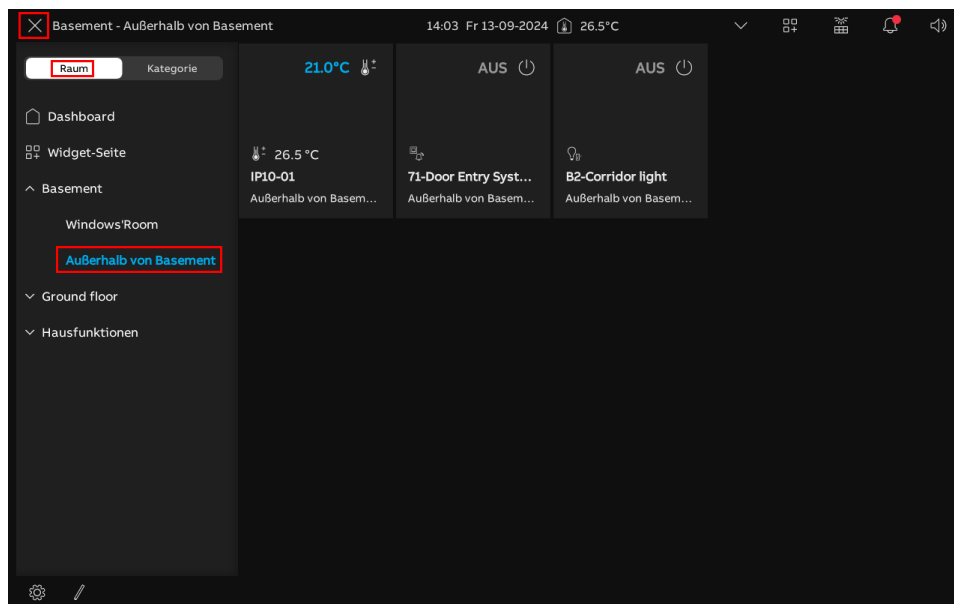 Basement - Außerhalb von Basement 14:03 Fr 13-09-2024 26.5°C
Raum Kategorie
Dashboard
Widget-Seite
Basement
Windows'Room
Außerhalb von Basement
Ground floor
Hausfunktionen
21.0°C
26.5 °C
IP10-01
Außerhalb von Basem...
AUS
71-Door Entry Syst...
Außerhalb von Basem...
AUS
B2-Corridor light
Außerhalb von Basem...